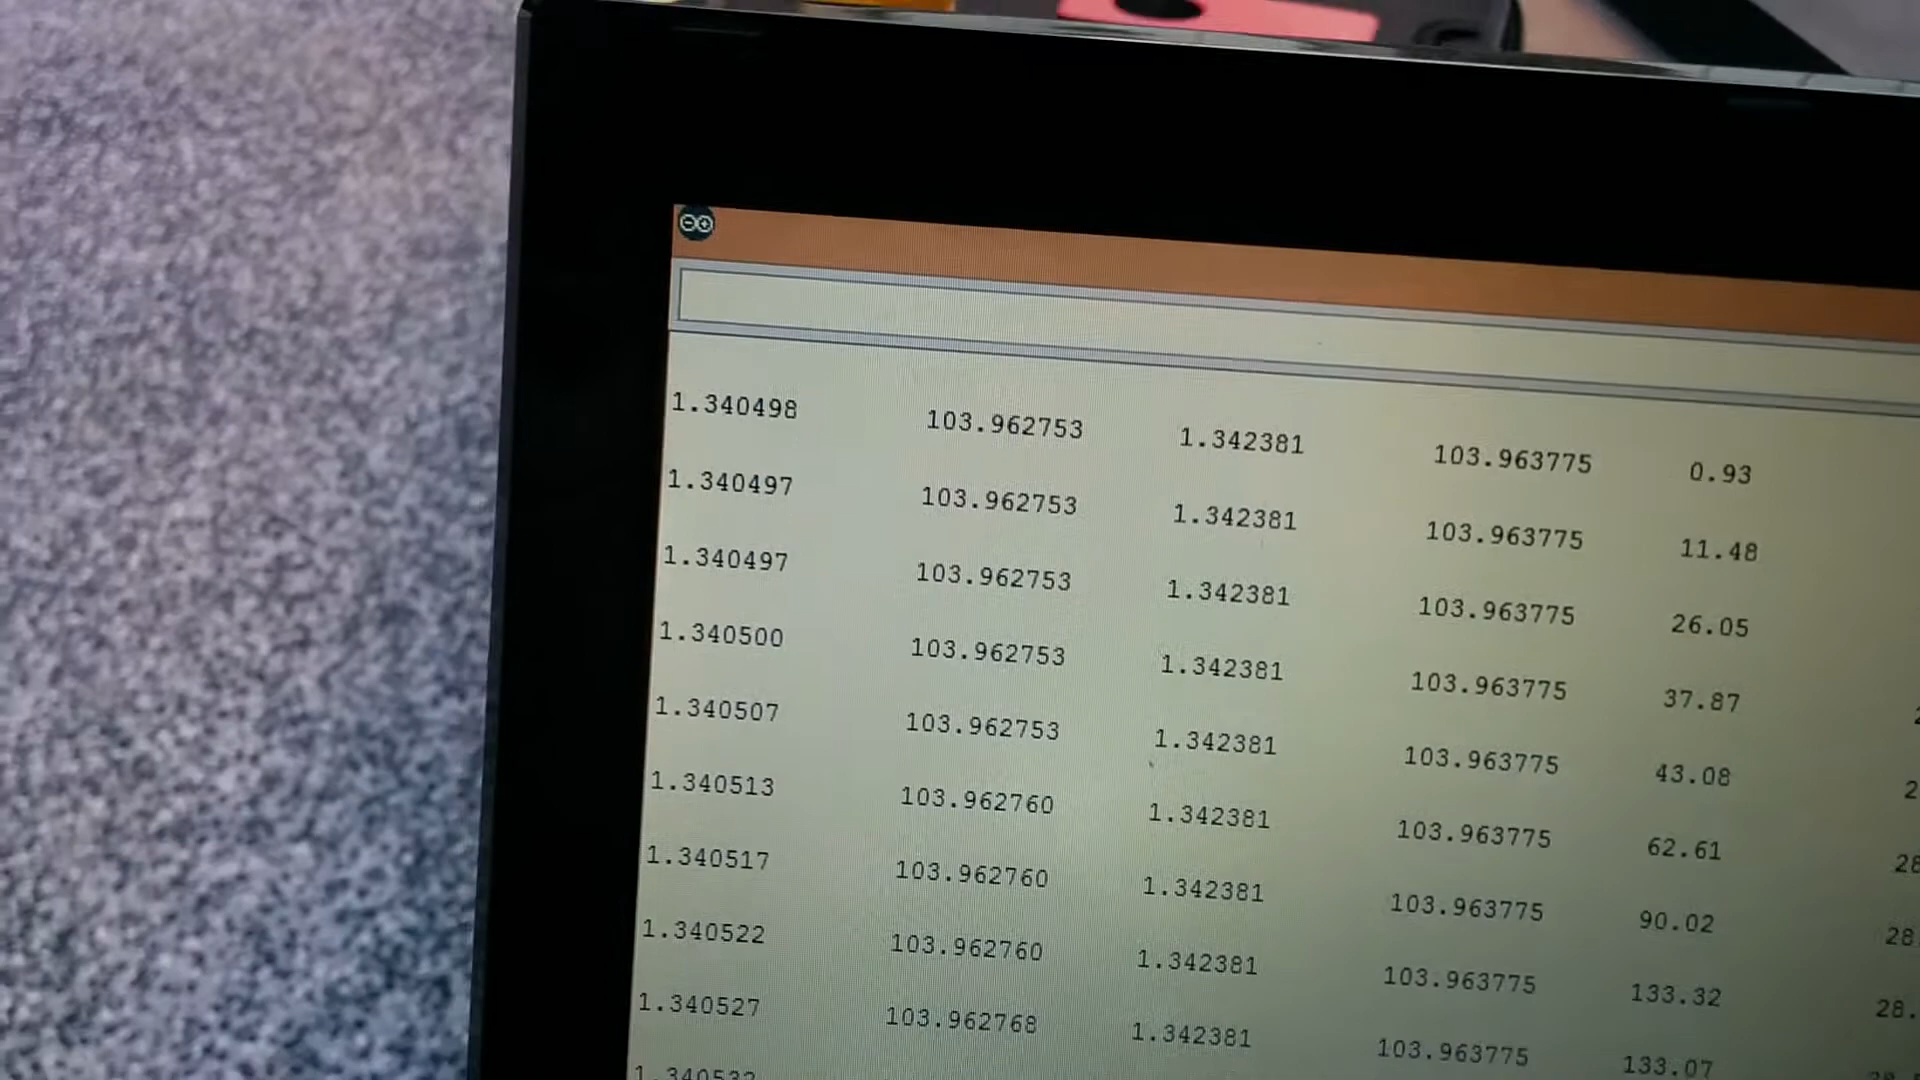 1.340498 103.962753 1.342381 103.963775 0.93
1.340497 103.962753 1.342381 103.963775 11.48
1.340497 103.962753 1.342381 103.963775 26.05
1.340500 103.962753 1.342381 103.963775 37.87
1.340507 103.962753 1.342381 103.963775 43.08
1.340513 103.962760 1.342381 103.963775 62.61 28
1.340517 103.962760 1.342381 103.963775 90.02 28.
1.340522 103.962760 1.342381 103.963775 133.32 28.
1.340527 103.962768 1.342381 103.963775 133.07